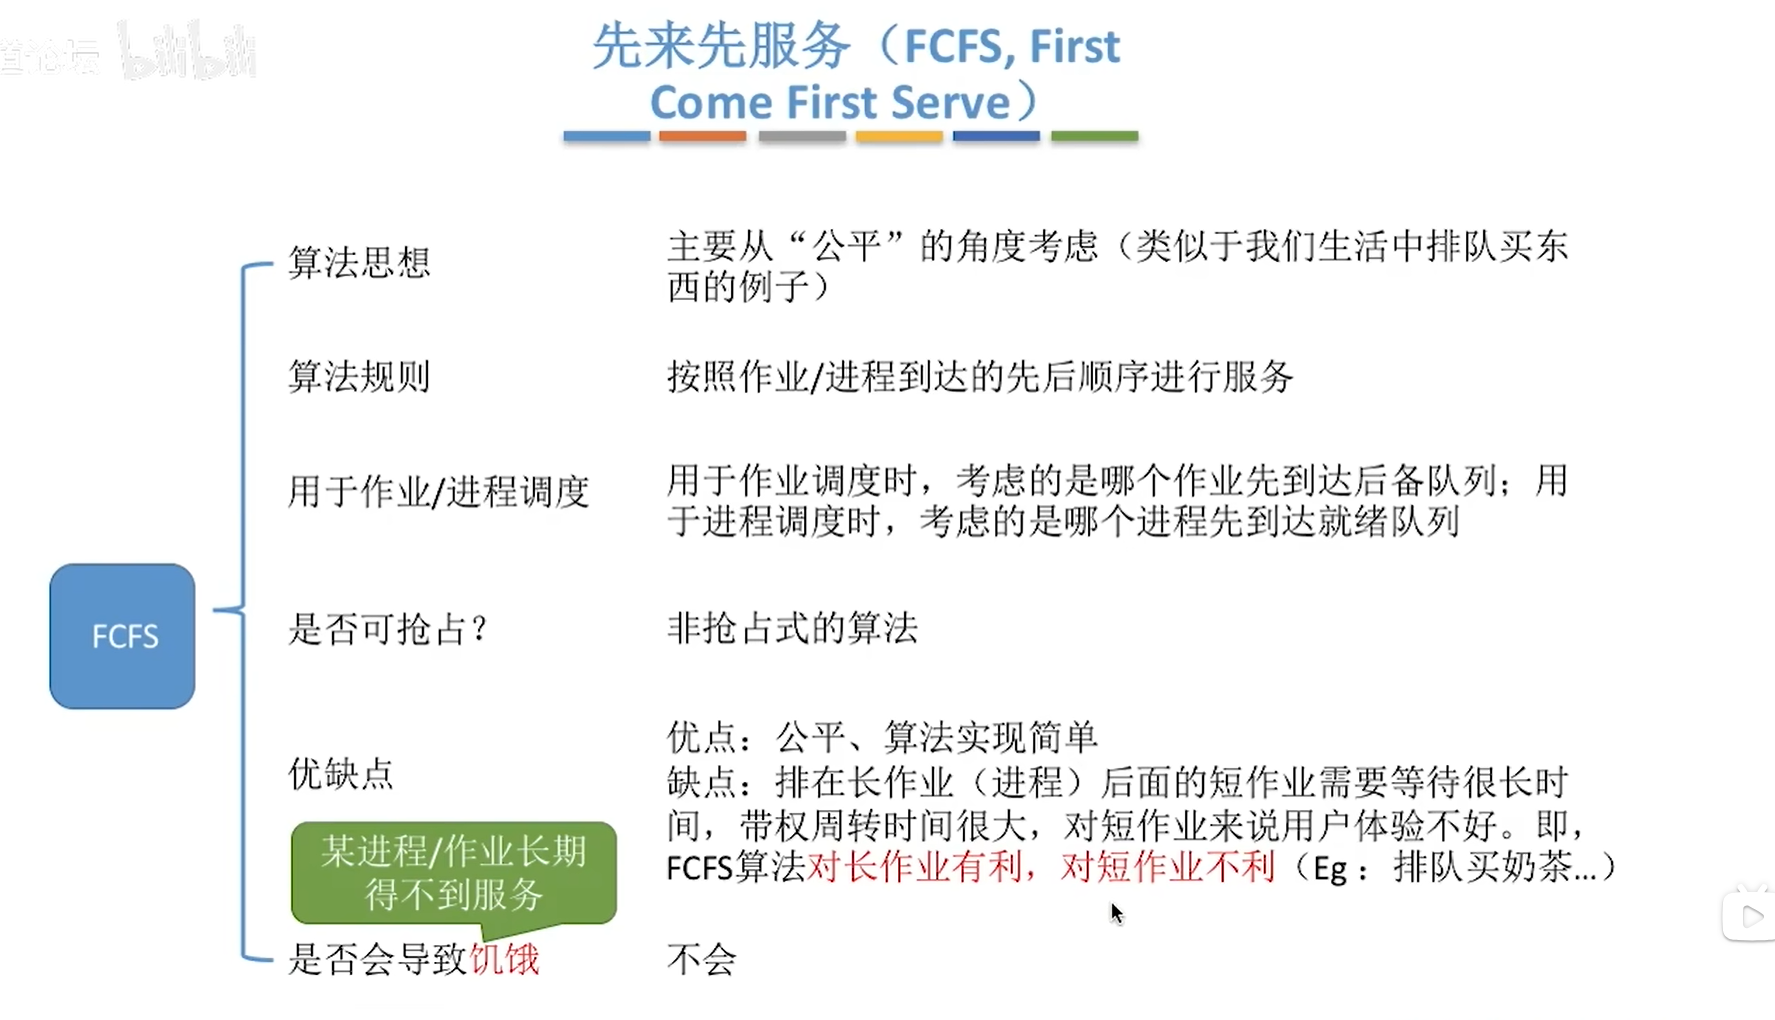 道论坛 bilibili
先来先服务（FCFS, First
Come First Serve）
FCFS
算法思想
主要从“公平”的角度考虑（类似于我们生活中排队买东
西的例子）
算法规则
按照作业/进程到达的先后顺序进行服务
用于作业/进程调度
用于作业调度时，考虑的是哪个作业先到达后备队列；用
于进程调度时，考虑的是哪个进程先到达就绪队列
是否可抢占？
非抢占式的算法
优缺点
优点：公平、算法实现简单
缺点：排在长作业（进程）后面的短作业需要等待很长时
间，带权周转时间很大，对短作业来说用户体验不好。即，
FCFS算法对长作业有利，对短作业不利（Eg ：排队买奶茶...）
某进程/作业长期
得不到服务
是否会导致饥饿
不会